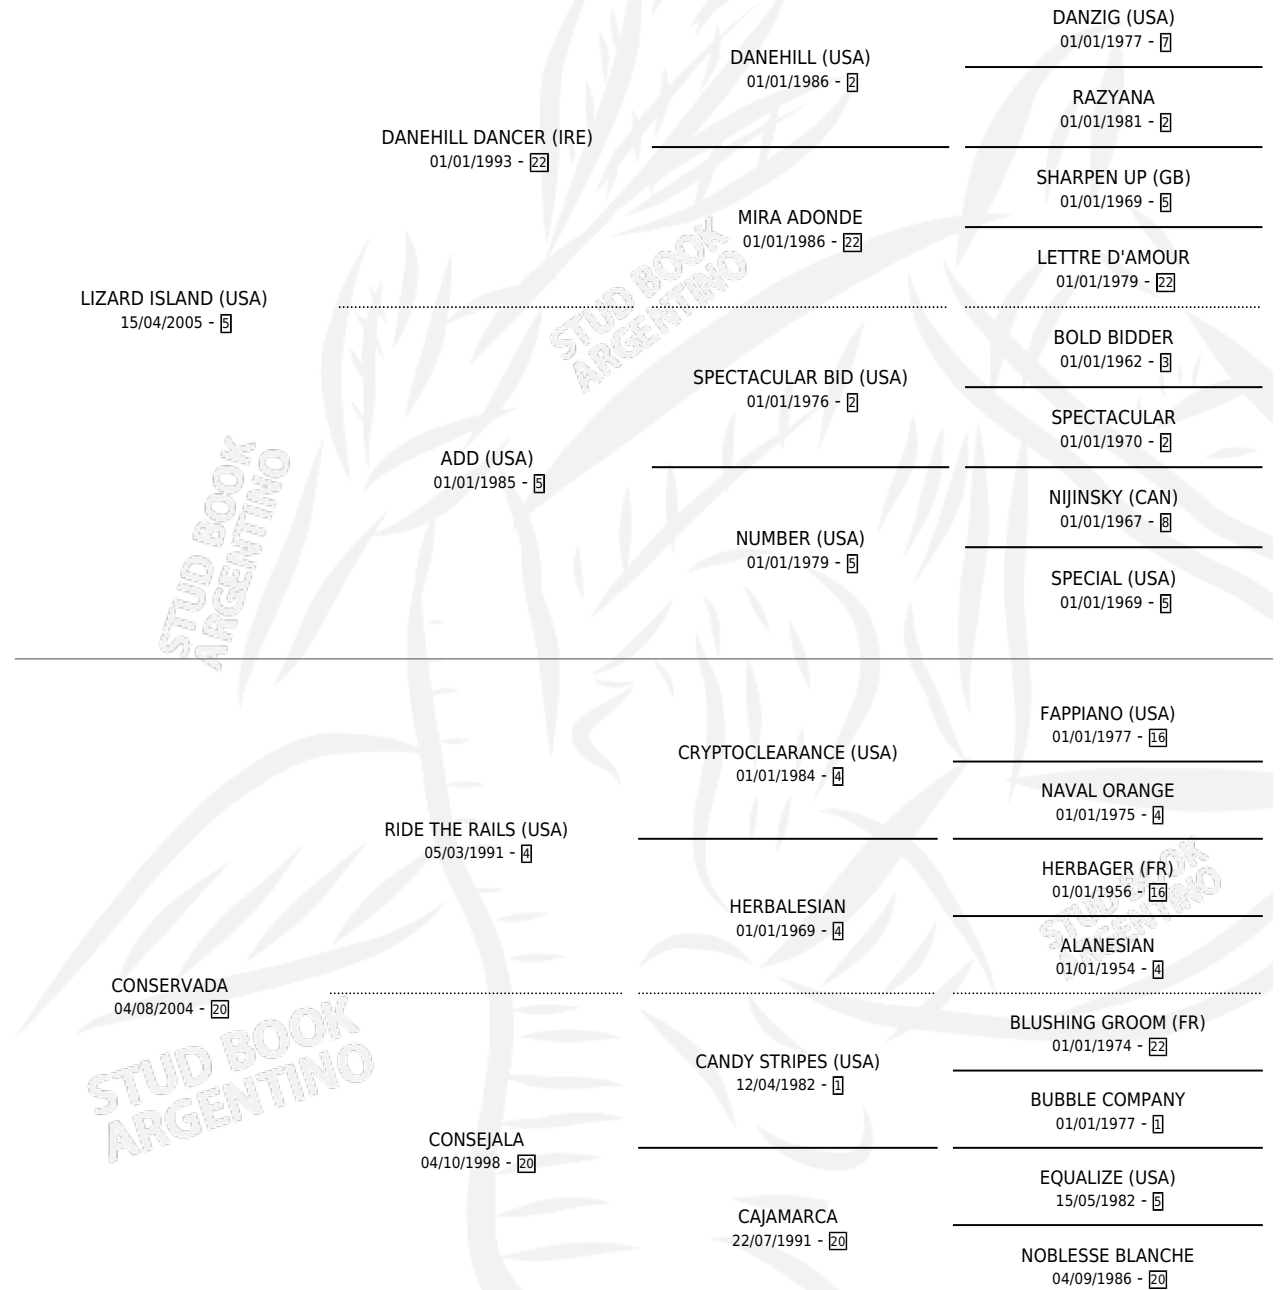 DANZIG (USA)
01/01/1977 - 7
DANEHILL (USA)
01/01/1986 - 2
RAZYANA
01/01/1981 - 2
DANEHILL DANCER (IRE)
01/01/1993 - 22
SHARPEN UP (GB)
01/01/1969 - 5
MIRA ADONDE
01/01/1986 - 22
LETTRE D'AMOUR
01/01/1979 - 22
LIZARD ISLAND (USA)
15/04/2005 - 5
BOLD BIDDER
01/01/1962 - 3
SPECTACULAR BID (USA)
01/01/1976 - 2
SPECTACULAR
01/01/1970 - 2
ADD (USA)
01/01/1985 - 5
NIJINSKY (CAN)
01/01/1967 - 8
NUMBER (USA)
01/01/1979 - 5
SPECIAL (USA)
01/01/1969 - 5
FAPPIANO (USA)
01/01/1977 - 16
CRYPTOCLEARANCE (USA)
01/01/1984 - 4
NAVAL ORANGE
01/01/1975 - 4
RIDE THE RAILS (USA)
05/03/1991 - 4
HERBAGER (FR)
01/01/1956 - 16
HERBALESIAN
01/01/1969 - 4
ALANESIAN
01/01/1954 - 4
CONSERVADA
04/08/2004 - 20
BLUSHING GROOM (FR)
01/01/1974 - 22
CANDY STRIPES (USA)
12/04/1982 - 1
BUBBLE COMPANY
01/01/1977 - 1
CONSEJALA
04/10/1998 - 20
EQUALIZE (USA)
15/05/1982 - 5
CAJAMARCA
22/07/1991 - 20
NOBLESSE BLANCHE
04/09/1986 - 20
STUD BOOK
ARGENTINO
STUD BOOK
ARGENTINO
STUD BOOK
ARGENTINO
STUD BOOK
ARGENTINO